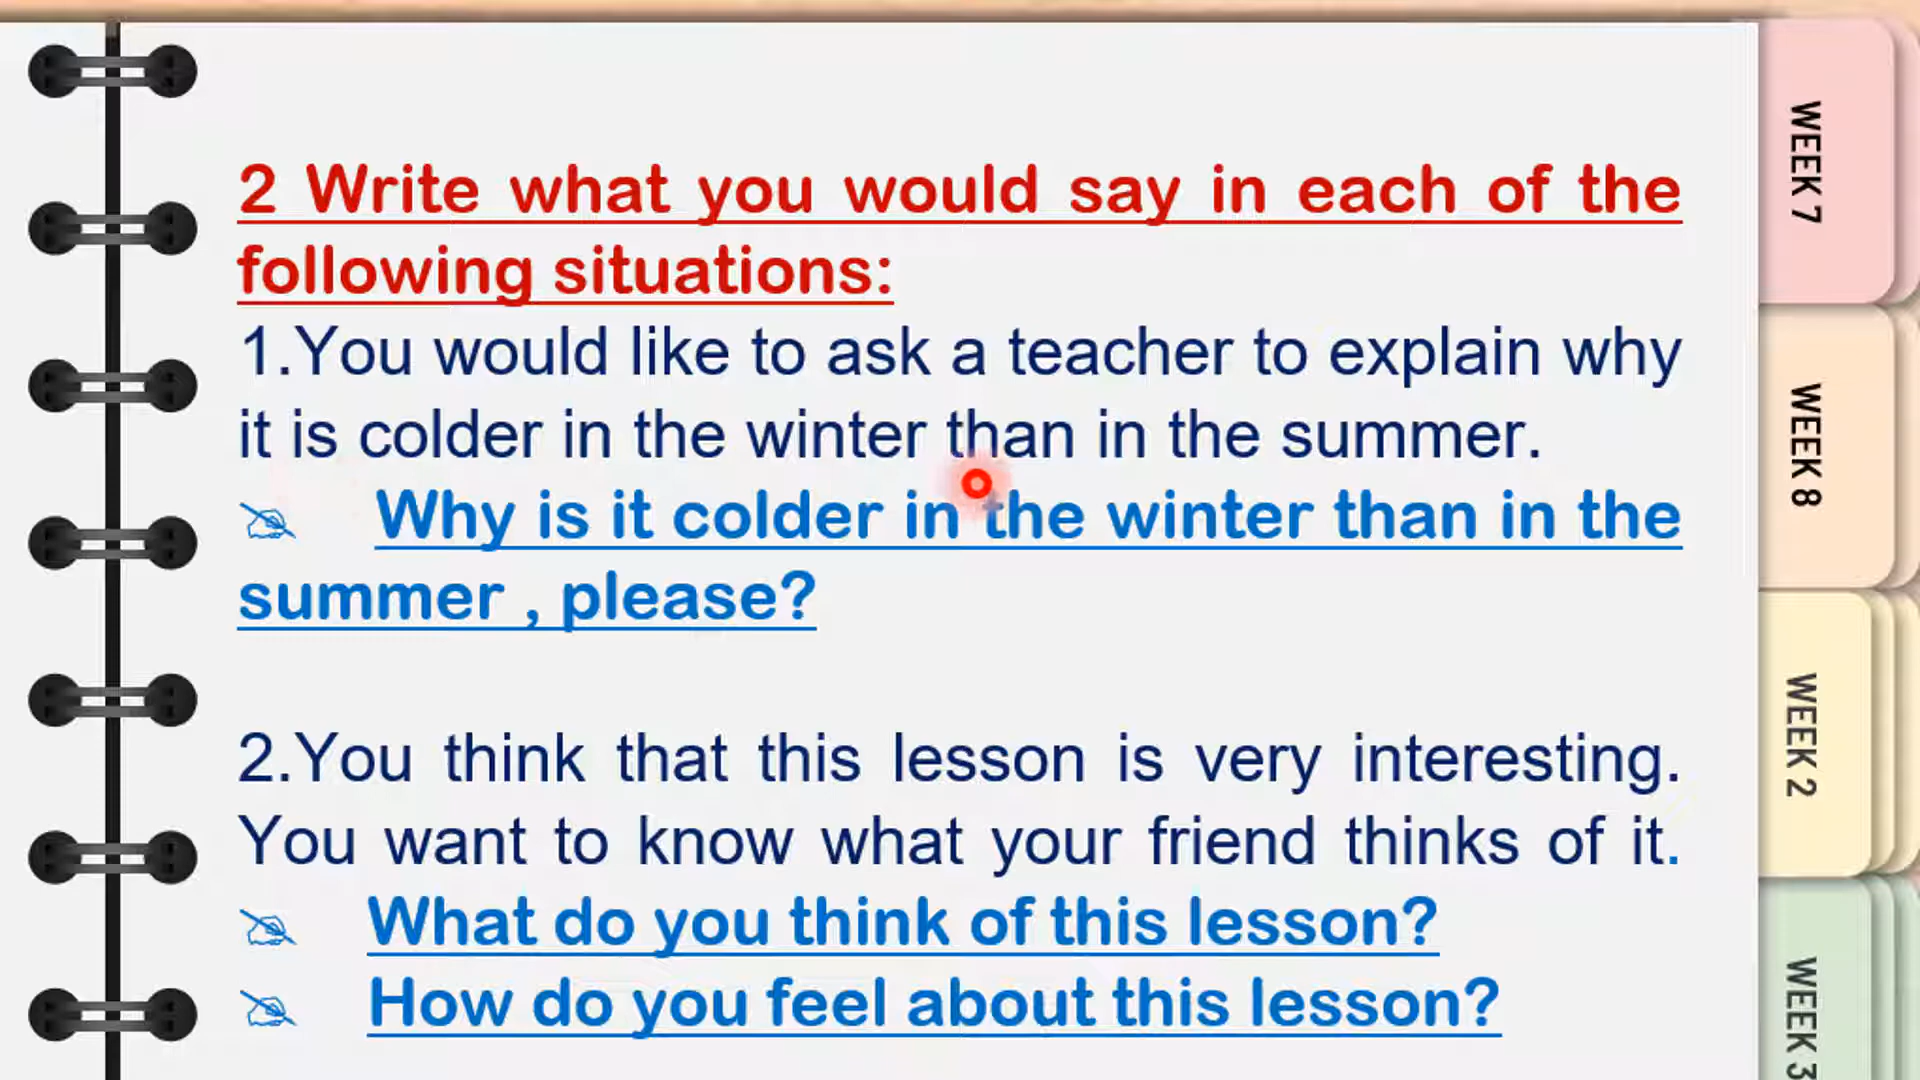 2 Write what you would say in each of the
following situations:
1.You would like to ask a teacher to explain why
it is colder in the winter than in the summer.
Why is it colder in the winter than in the
summer , please?
2.You think that this lesson is very interesting.
You want to know what your friend thinks of it.
What do you think of this lesson?
How do you feel about this lesson?
WEEK 7
WEEK 8
WEEK 2
WEEK 3